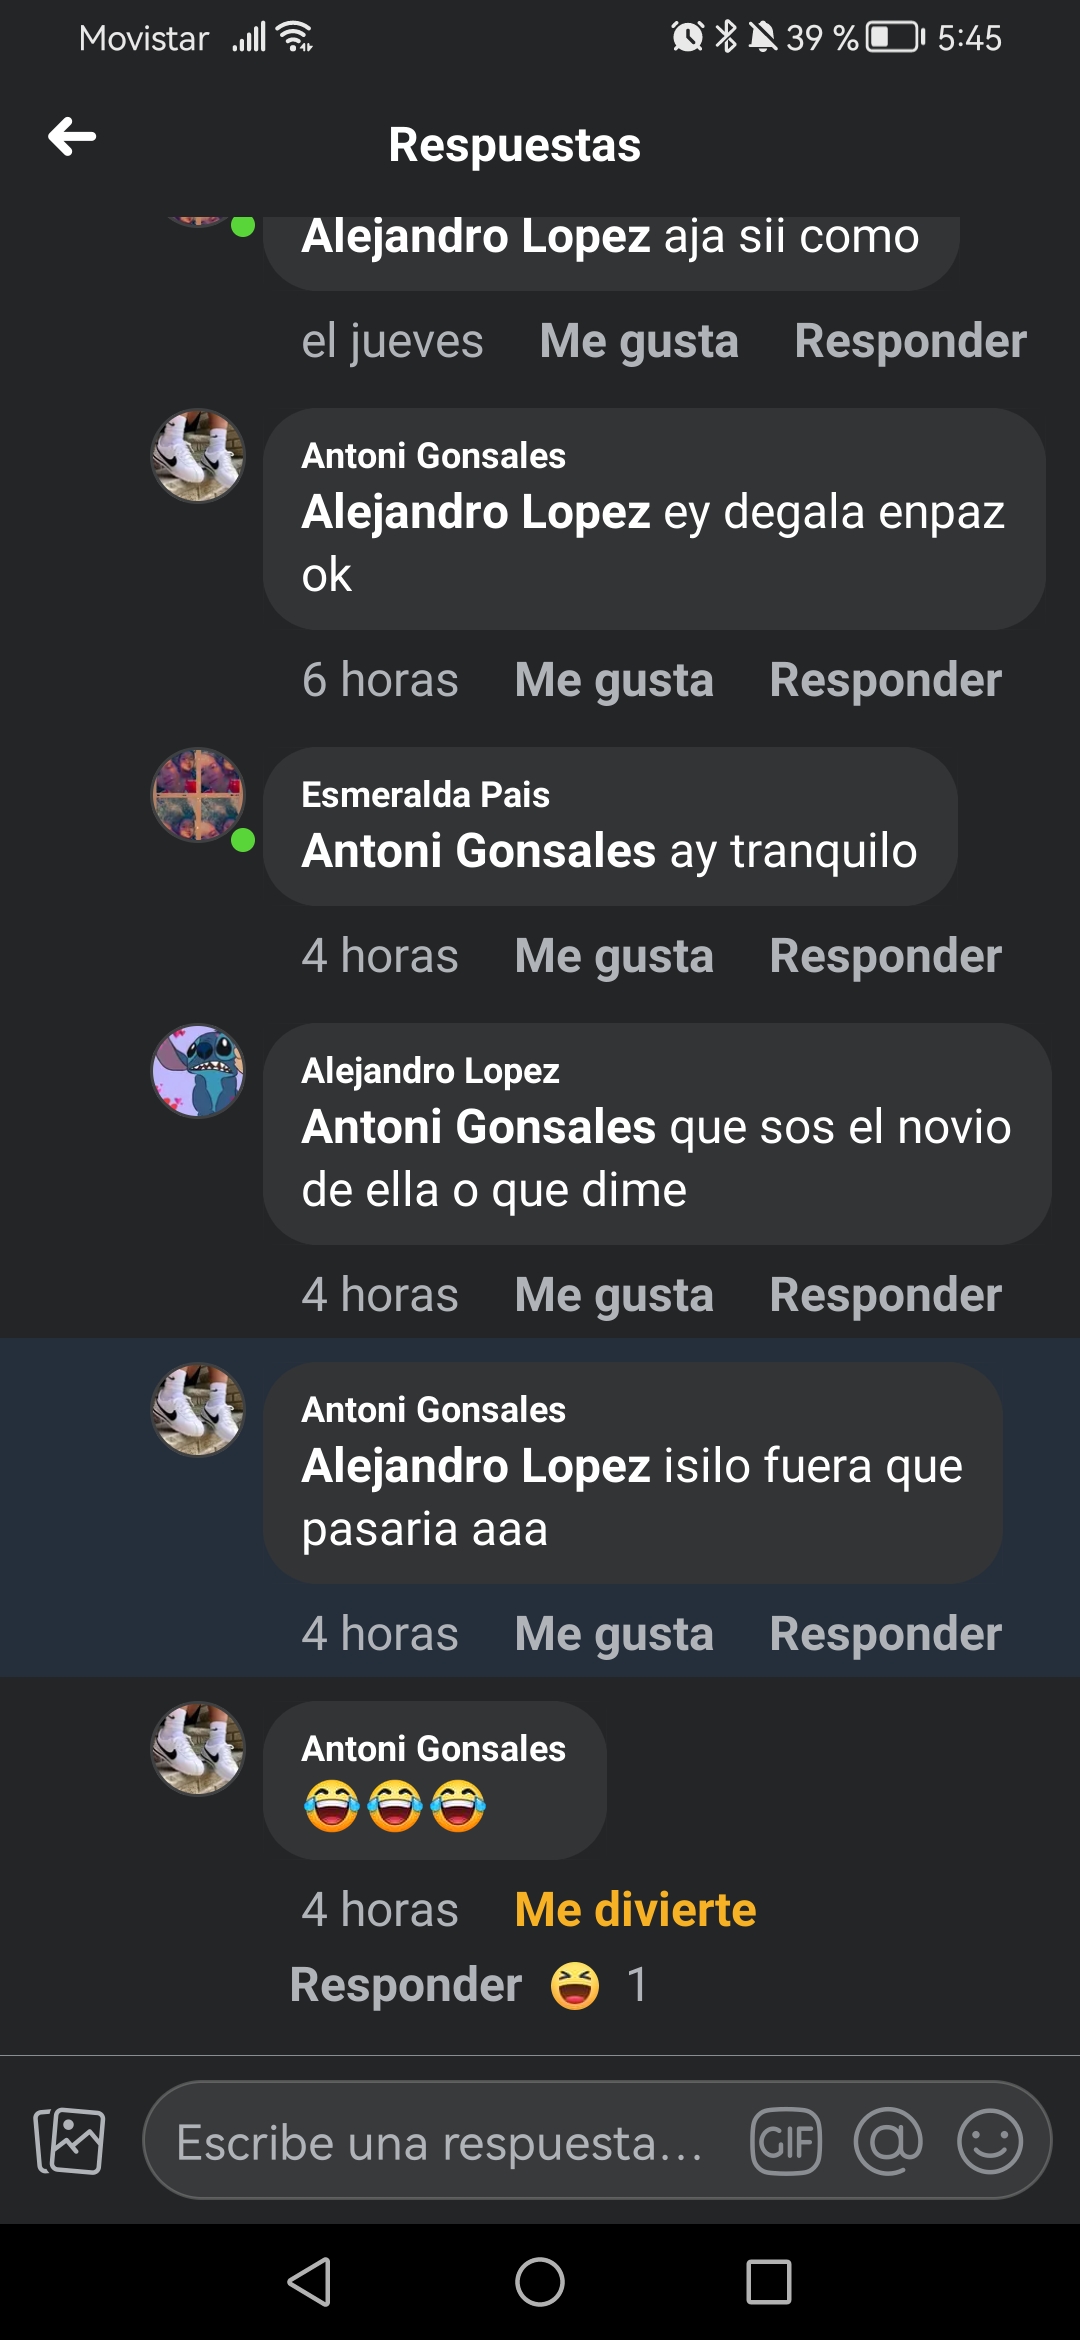 Movistar 39 % 5:45
Respuestas
Alejandro Lopez aja sii como
el jueves Me gusta Responder
Antoni Gonsales
Alejandro Lopez ey degala enpaz
ok
6 horas Me gusta Responder
Esmeralda Pais
Antoni Gonsales ay tranquilo
4 horas Me gusta Responder
Alejandro Lopez
Antoni Gonsales que sos el novio
de ella o que dime
4 horas Me gusta Responder
Antoni Gonsales
Alejandro Lopez isilo fuera que
pasaria aaa
4 horas Me gusta Responder
Antoni Gonsales
😂😂😂
4 horas Me divierte
Responder 😆 1
Escribe una respuesta... GIF @